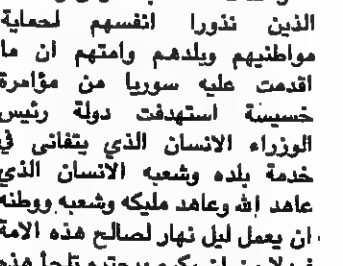 الذين نذورا انفسهم لحماية
مواطنيهم وبلدهم وامتهم ان ما
اقدمت عليه سوريا من مؤامرة
خسيسة استهدفت دولة رئيس
الوزراء الانسان الذي يتفانى في
خدمة بلده وشعبه الانسان الذي
عاهد الله وعاهد مليكه وشعبه ووطنه
ان يعمل ليل نهار لصالح هذه الامة